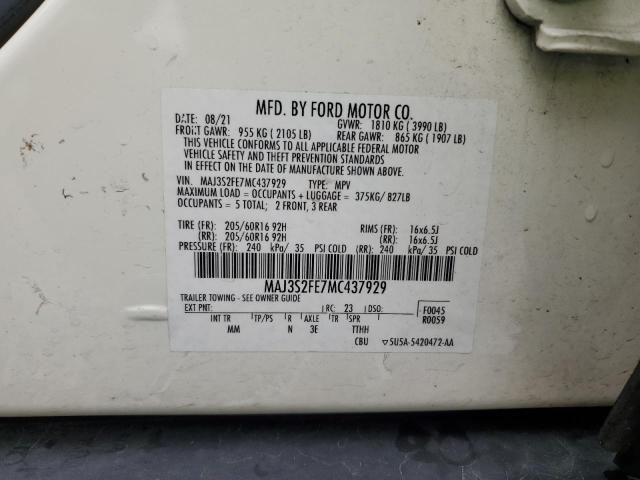 MFD. BY FORD MOTOR CO.
DATE: 08/21 GVWR: 1810 KG ( 3990 LB)
FRONT GAWR: 955 KG ( 2105 LB) REAR GAWR: 865 KG ( 1907 LB)
THIS VEHICLE CONFORMS TO ALL APPLICABLE FEDERAL MOTOR
VEHICLE SAFETY AND THEFT PREVENTION STANDARDS
IN EFFECT ON THE DATE OF MANUFACTURE SHOWN ABOVE.
VIN: MAJ3S2FE7MC437929 TYPE: MPV
MAXIMUM LOAD = OCCUPANTS + LUGGAGE = 375KG/ 827LB
OCCUPANTS = 5 TOTAL; 2 FRONT, 3 REAR
TIRE (FR): 205/60R16 92H RIMS (FR): 16x6.5J
(RR): 205/60R16 92H (RR): 16x6.5J
PRESSURE (FR): 240 kPa/ 35 PSI COLD (RR): 240 kPa/ 35 PSI COLD
MAJ3S2FE7MC437929
TRAILER TOWING - SEE OWNER GUIDE
EXT PNT: RC: 23 DSO: F0045
R0059
INT TR TP/PS R AXLE TR SPR
MM N 3E TTHH
CBU ▽5U5A-5420472-AA